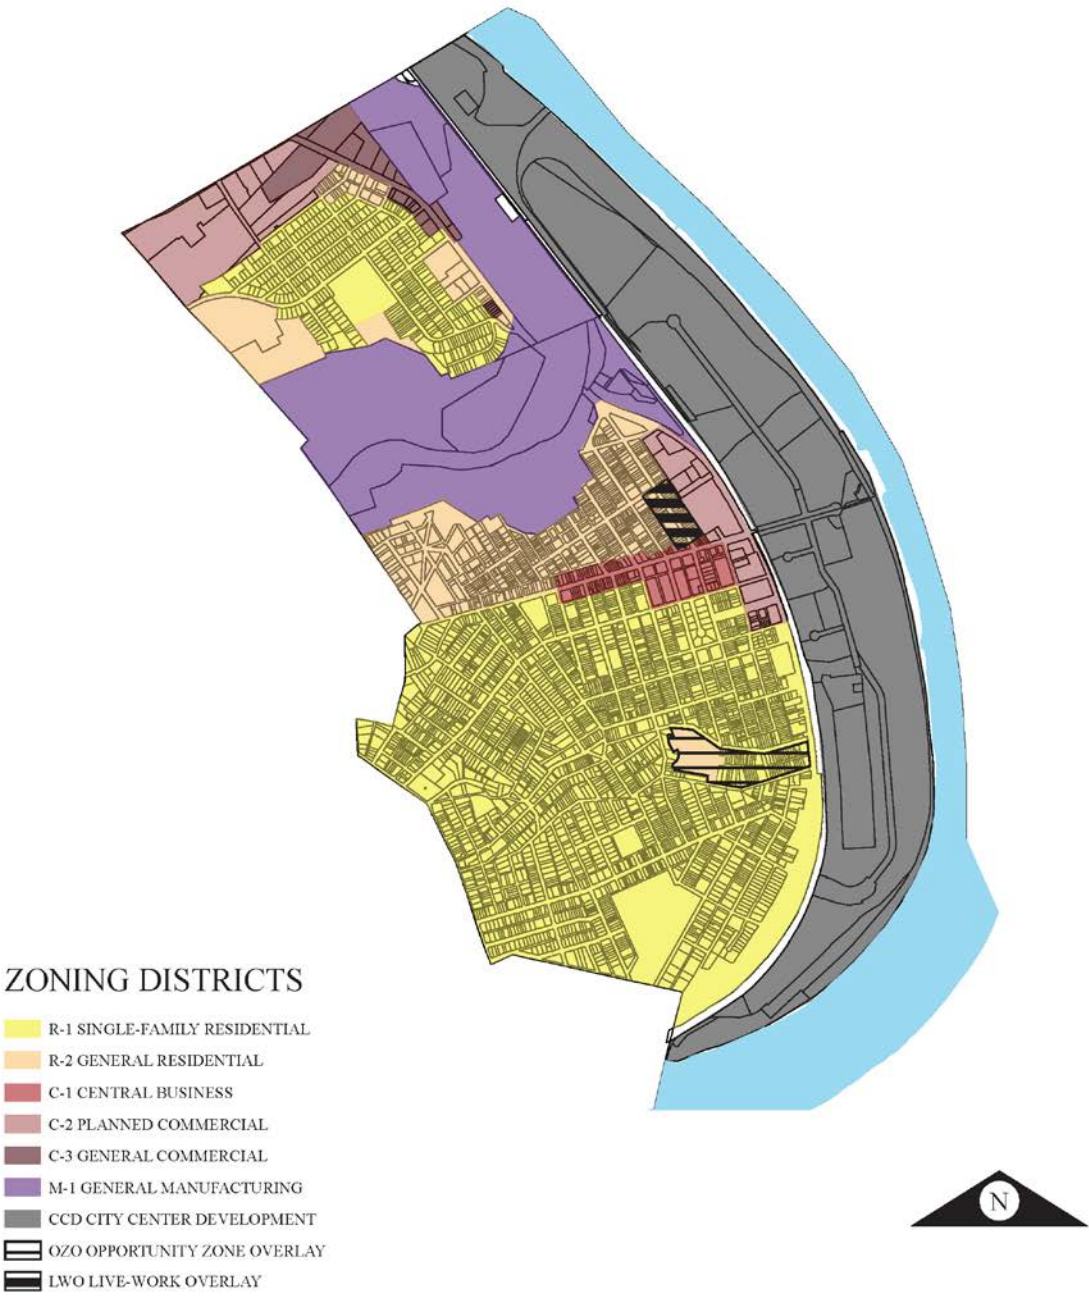 ZONING DISTRICTS
R-1 SINGLE-FAMILY RESIDENTIAL
R-2 GENERAL RESIDENTIAL
C-1 CENTRAL BUSINESS
C-2 PLANNED COMMERCIAL
C-3 GENERAL COMMERCIAL
M-1 GENERAL MANUFACTURING
CCD CITY CENTER DEVELOPMENT
OZO OPPORTUNITY ZONE OVERLAY
LWO LIVE-WORK OVERLAY
N